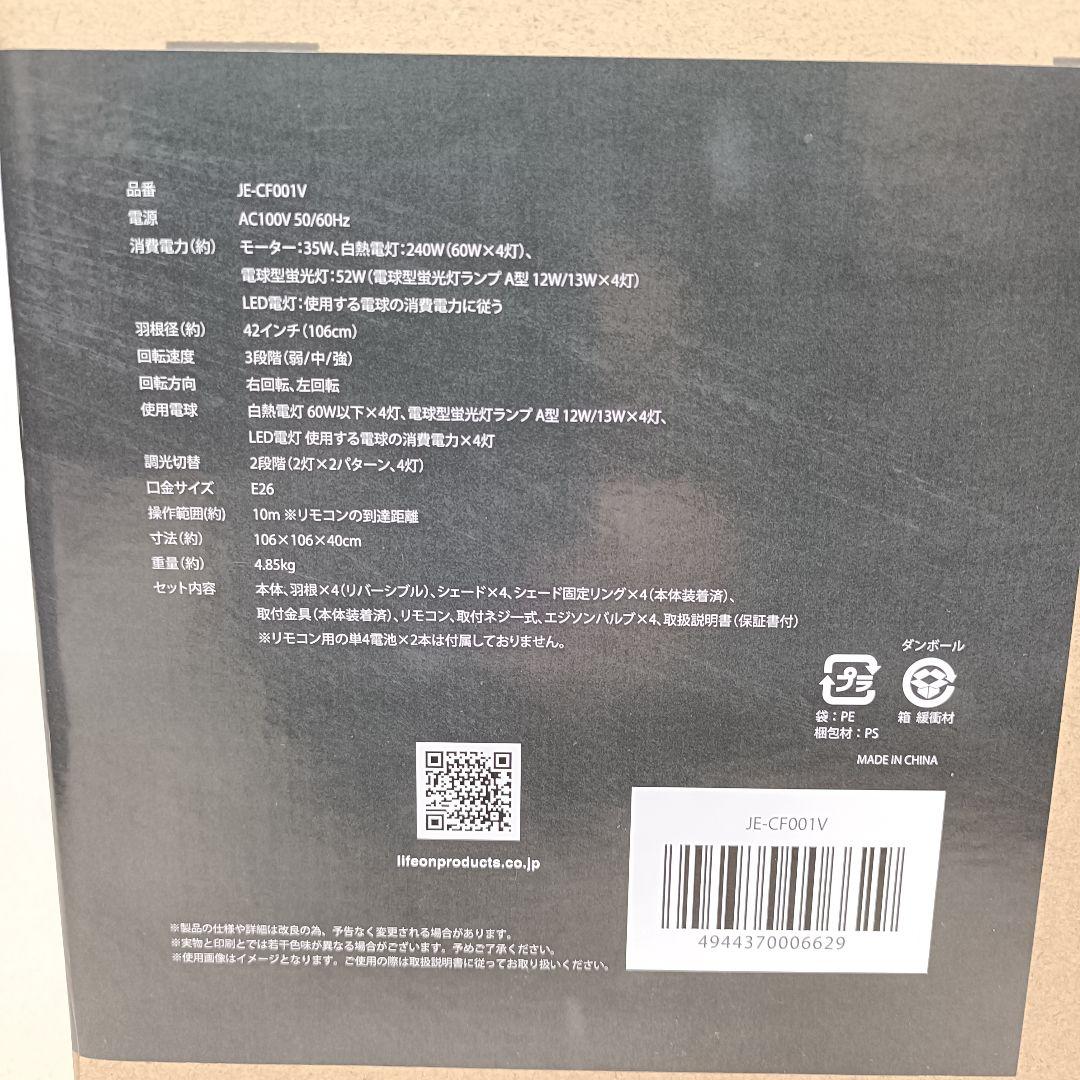 品番 JE-CF001V
電源 AC100V 50/60Hz
消費電力(約) モーター:35W、白熱電灯:240W(60W×4灯)、
電球型蛍光灯:52W(電球型蛍光灯ランプ A型 12W/13W×4灯)
LED電灯:使用する電球の消費電力に従う
羽根径(約) 42インチ(106cm)
回転速度 3段階(弱/中/強)
回転方向 右回転、左回転
使用電球 白熱電灯 60W以下×4灯、電球型蛍光灯ランプ A型 12W/13W×4灯、
LED電灯 使用する電球の消費電力×4灯
調光切替 2段階(2灯×2パターン、4灯)
口金サイズ E26
操作範囲(約) 10m ※リモコンの到達距離
寸法(約) 106×106×40cm
重量(約) 4.85kg
セット内容 本体、羽根×4(リバーシブル)、シェード×4、シェード固定リング×4(本体装着済)、
取付金具(本体装着済)、リモコン、取付ネジ一式、エジソンバルブ×4、取扱説明書(保証書付)
※リモコン用の単4電池×2本は付属しておりません。
ダンボール
プラ
袋:PE
箱 緩衝材
梱包材:PS
MADE IN CHINA
lifeonproducts.co.jp
JE-CF001V
4944370006629
※製品の仕様や詳細は改良の為、予告なく変更される場合があります。
※実物と印刷とでは若干色味が異なる場合がございます。予めご了承ください。
※使用画像はイメージとなります。ご使用の際は取扱説明書に従ってお取り扱いください。